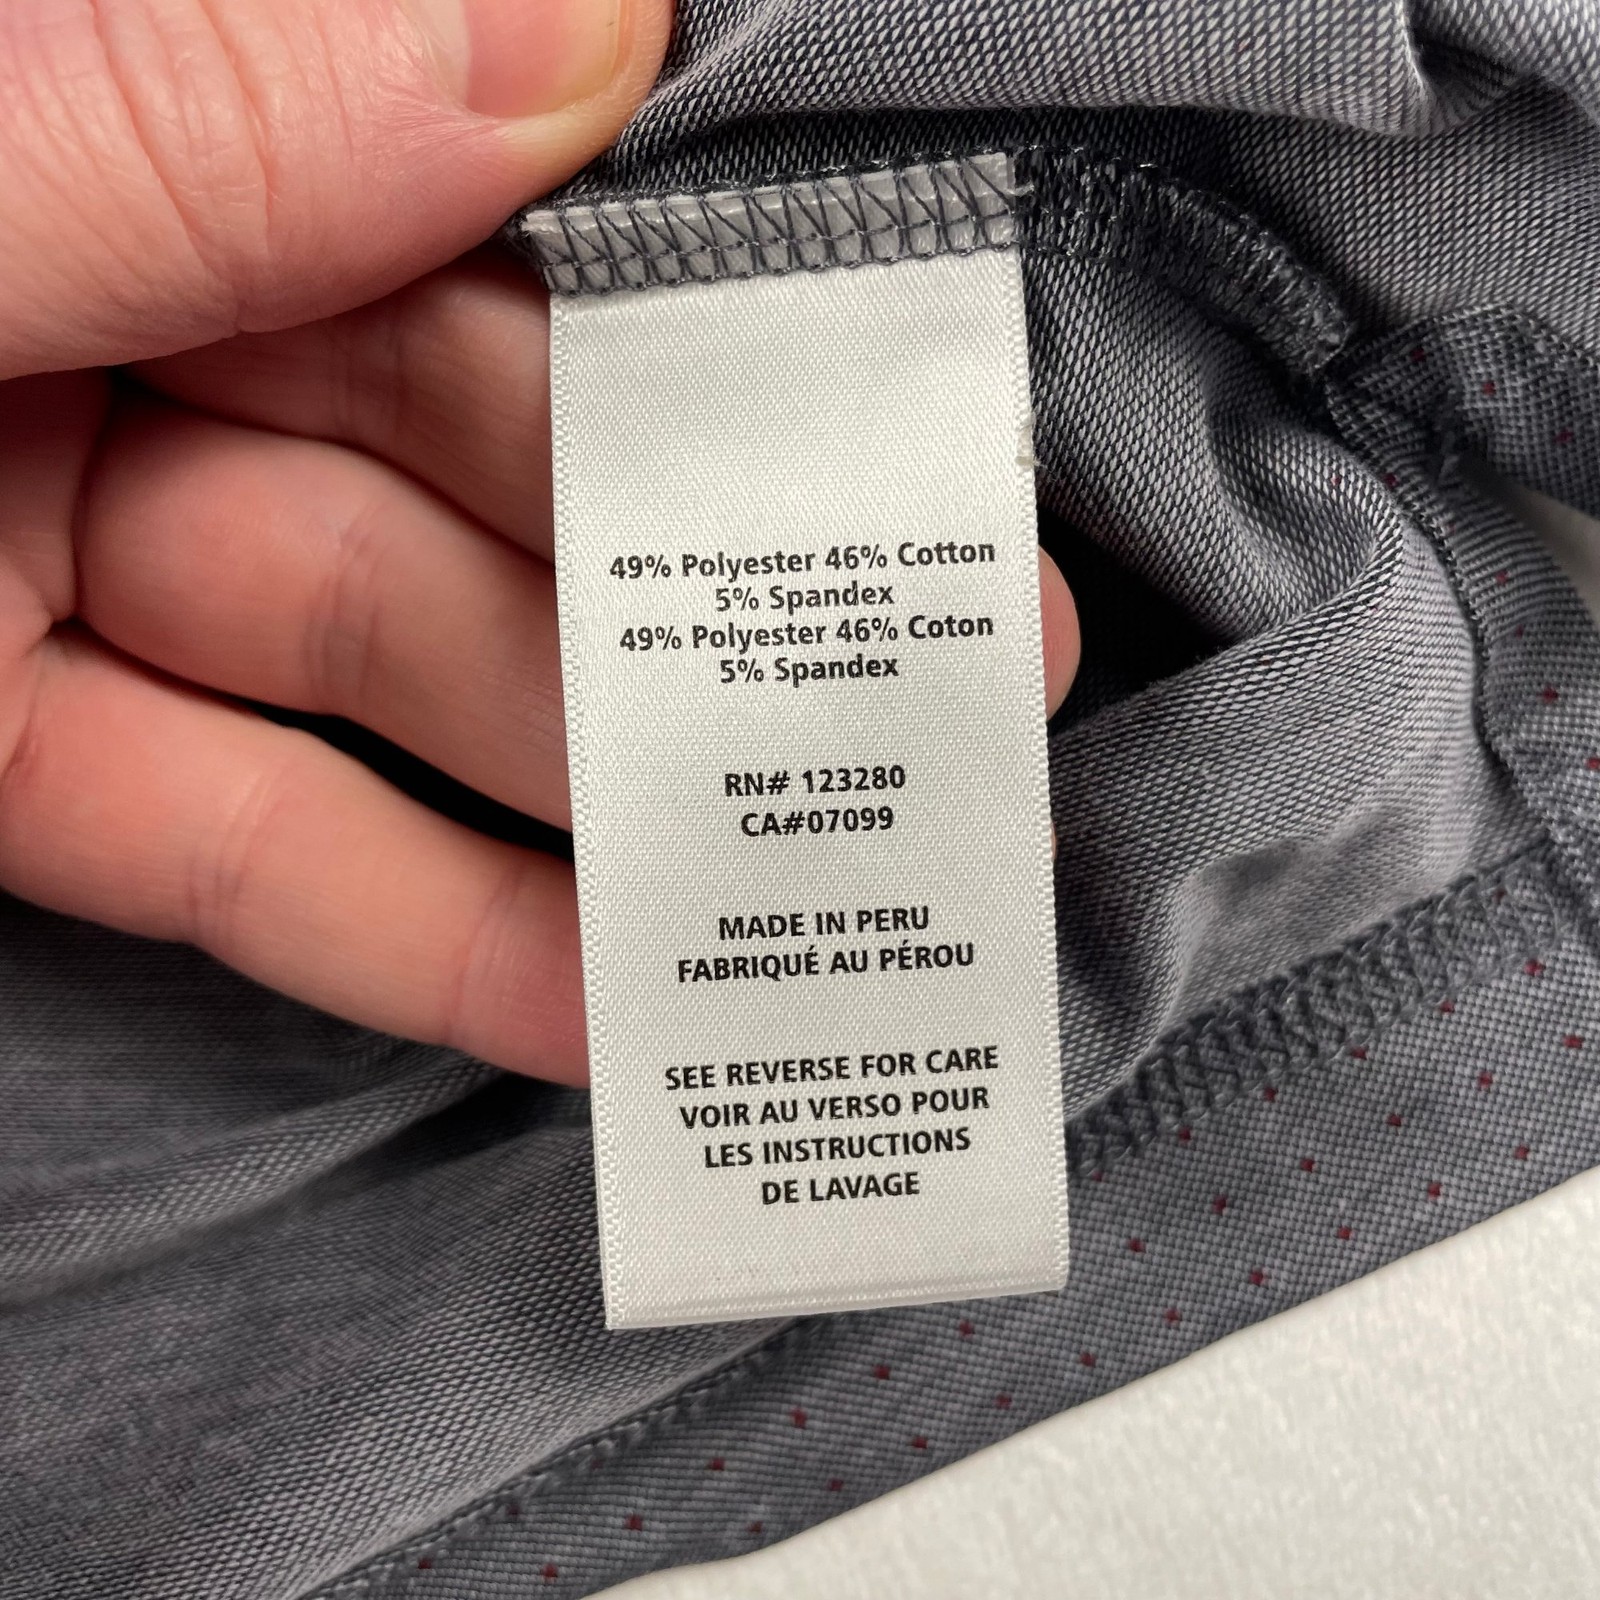 49% Polyester 46% Cotton
5% Spandex
49% Polyester 46% Coton
5% Spandex
RN# 123280
CA#07099
MADE IN PERU
FABRIQUÉ AU PÉROU
SEE REVERSE FOR CARE
VOIR AU VERSO POUR
LES INSTRUCTIONS
DE LAVAGE